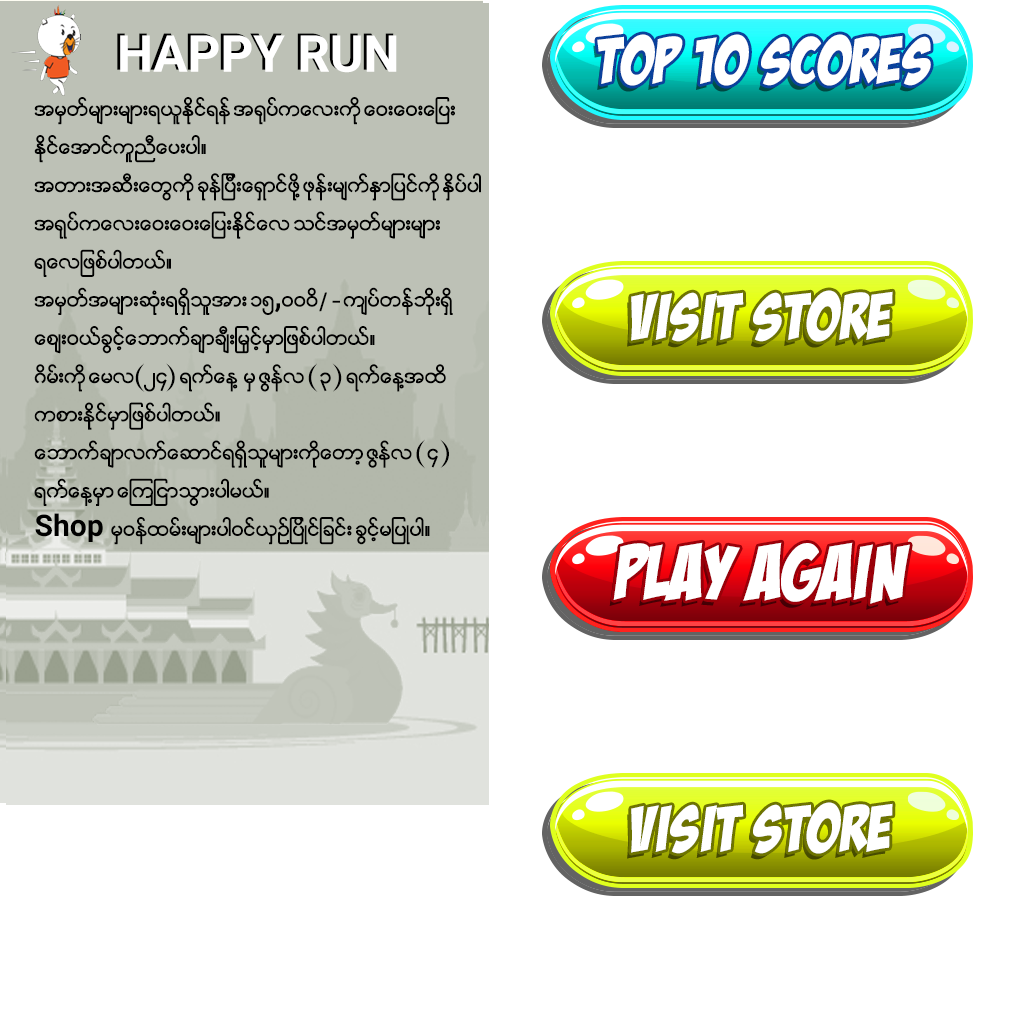 HAPPY RUN
အမှတ်များများရယူနိုင်ရန် အရုပ်ကလေးကို ဝေးဝေးပြေး
နိုင်အောင်ကူညီပေးပါ။
အတားအဆီးတွေကို ခုန်ပြီးရှောင်ဖို့ ဖုန်းမျက်နှာပြင်ကို နှိပ်ပါ
အရုပ်ကလေးဝေးဝေးပြေးနိုင်လေ သင်အမှတ်များများ
ရလေဖြစ်ပါတယ်။
အမှတ်အများဆုံးရရှိသူအား ၁၅,ဝဝဝိ/ - ကျပ်တန်ဘိုးရှိ
စျေးဝယ်ခွင့်ဘောက်ချာချီးမြှင့်မှာဖြစ်ပါတယ်။
ဂိမ်းကို မေလ(၂၄) ရက်နေ့ မှ ဇွန်လ ( ၃ ) ရက်နေ့အထိ
ကစားနိုင်မှာဖြစ်ပါတယ်။
ဘောက်ချာလက်ဆောင်ရရှိသူများကိုတော့ ဇွန်လ ( ၄ )
ရက်နေ့မှာ ကြေငြာသွားပါမယ်။
Shop မှဝန်ထမ်းများပါဝင်ယှဉ်ပြိုင်ခြင်း ခွင့်မပြုပါ။
TOP 10 SCORES
VISIT STORE
PLAY AGAIN
VISIT STORE